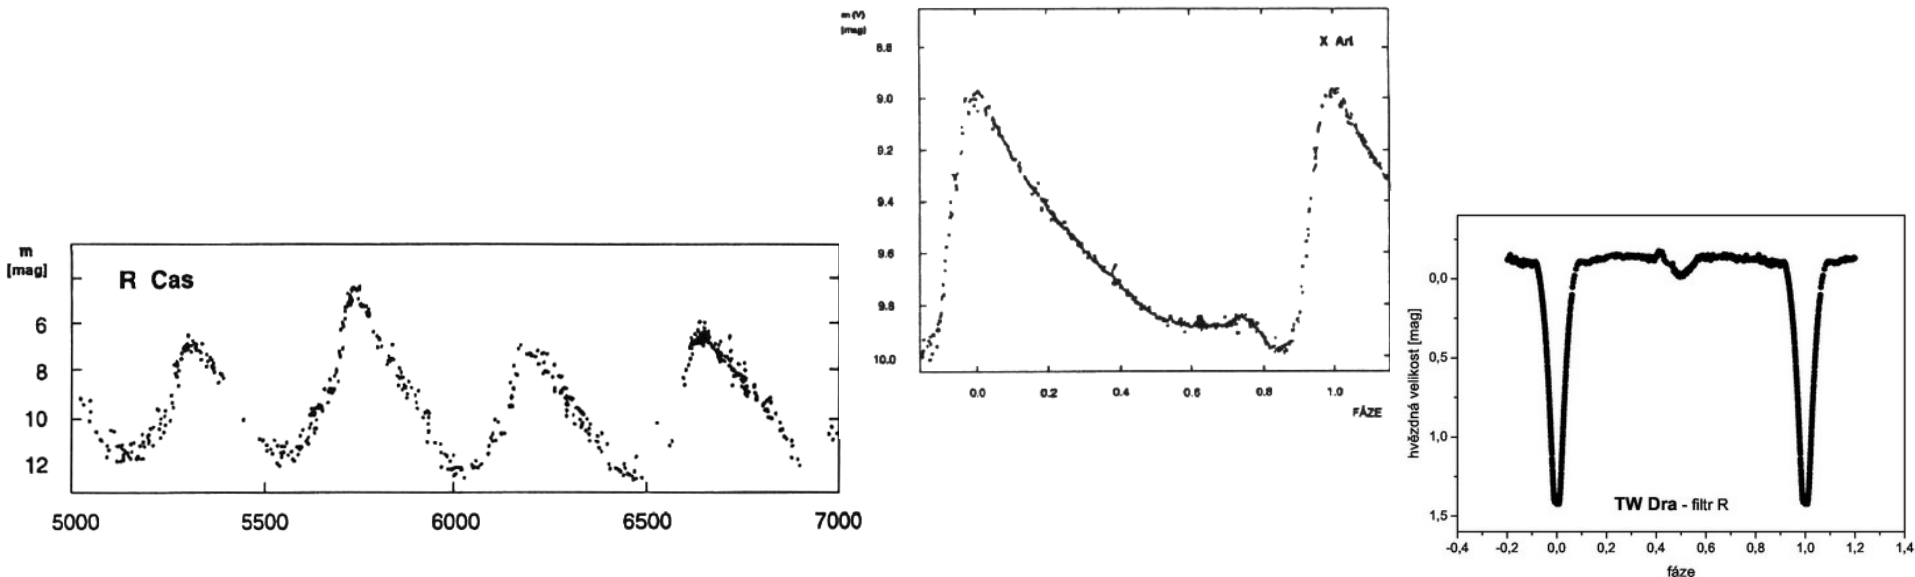 m
[mag]
R Cas
6
8
10
12
5000 5500 6000 6500 7000
m (V)
[mag]
X Ari
8.8
9.0
9.2
9.4
9.6
9.8
10.0
0.0 0.2 0.4 0.6 0.8 1.0
FÁZE
hvězdná velikost [mag]
0,0
0,5
1,0
1,5
TW Dra - filtr R
-0,4 -0,2 0,0 0,2 0,4 0,6 0,8 1,0 1,2 1,4
fáze